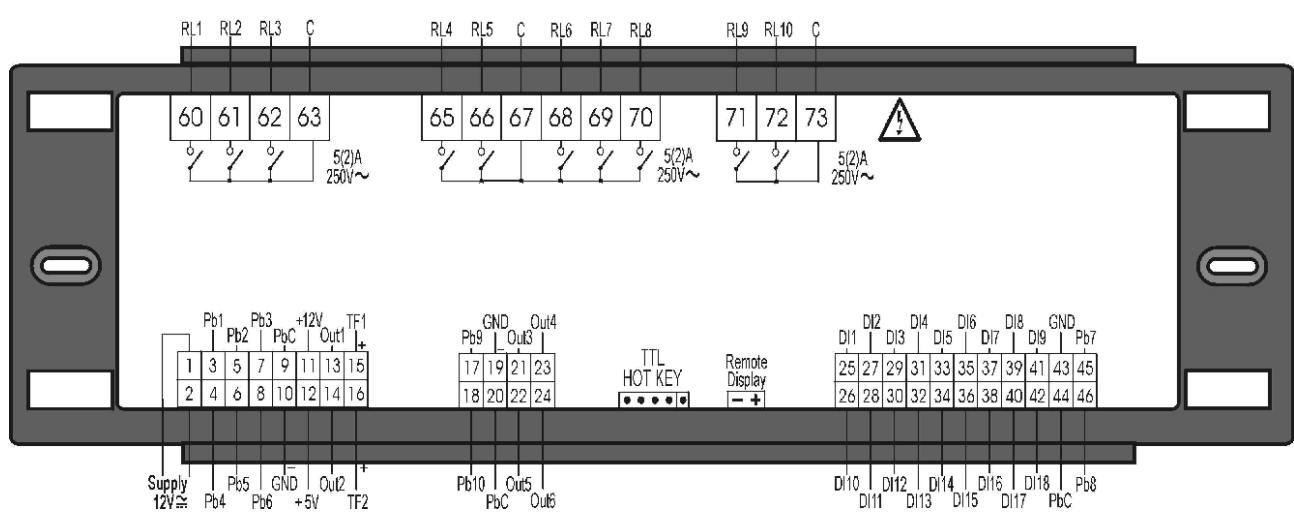 RL1 RL2 RL3 C RL4 RL5 C RL6 RL7 RL8 RL9 RL10 C
60 61 62 63 65 66 67 68 69 70 71 72 73
5(2)A 5(2)A 5(2)A
250V~ 250V~ 250V~
Pb1 Pb3 +12V TF1 GND Out4 DI2 DI4 DI6 DI8 GND
Pb2 PbC Out1 + Pb9 − Out3 DI1 DI3 DI5 DI7 DI9 Pb7
TTL
HOT KEY
Remote
Display
− +
1 3 5 7 9 11 13 15 17 19 21 23 25 27 29 31 33 35 37 39 41 43 45
2 4 6 8 10 12 14 16 18 20 22 24 26 28 30 32 34 36 38 40 42 44 46
− +
Supply Pb5 GND Out2 Pb10 Out5 DI10 DI12 DI14 DI16 DI18 Pb8
12V≂ Pb4 Pb6 +5V TF2 PbC Out6 DI11 DI13 DI15 DI17 PbC